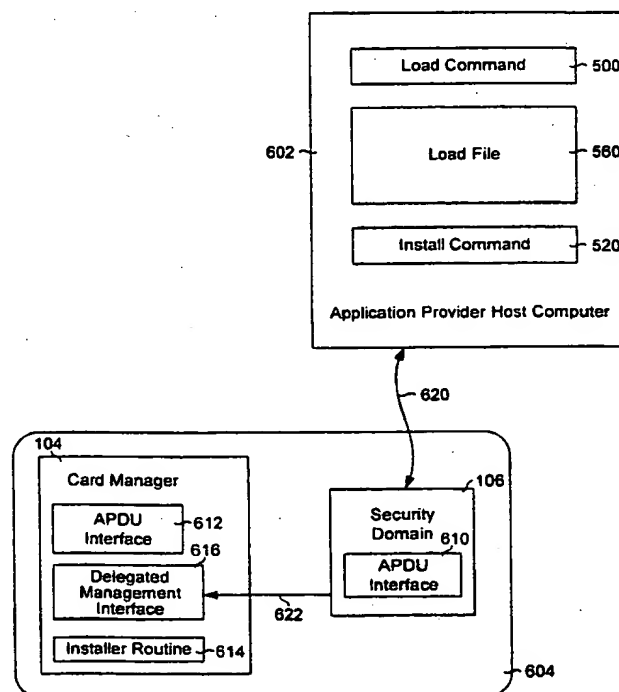 Load Command
500
Load File
560
602
Install Command
520
Application Provider Host Computer
620
104
Card Manager
APDU
Interface
612
616
Delegated
Management
Interface
Installer Routine
614
622
106
Security
Domain
610
APDU
Interface
604